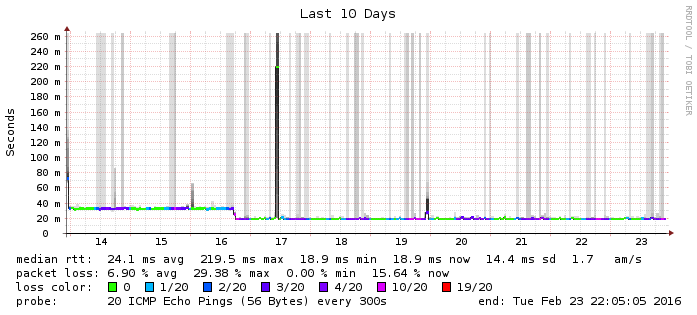 Last 10 Days
RRDTOOL / TOBI OETIKER
Seconds
260 m
240 m
220 m
200 m
180 m
160 m
140 m
120 m
100 m
80 m
60 m
40 m
20 m
0
14 15 16 17 18 19 20 21 22 23
median rtt: 24.1 ms avg 219.5 ms max 18.9 ms min 18.9 ms now 14.4 ms sd 1.7 am/s
packet loss: 6.90 % avg 29.38 % max 0.00 % min 15.64 % now
loss color: 0 1/20 2/20 3/20 4/20 10/20 19/20
probe: 20 ICMP Echo Pings (56 Bytes) every 300s end: Tue Feb 23 22:05:05 2016